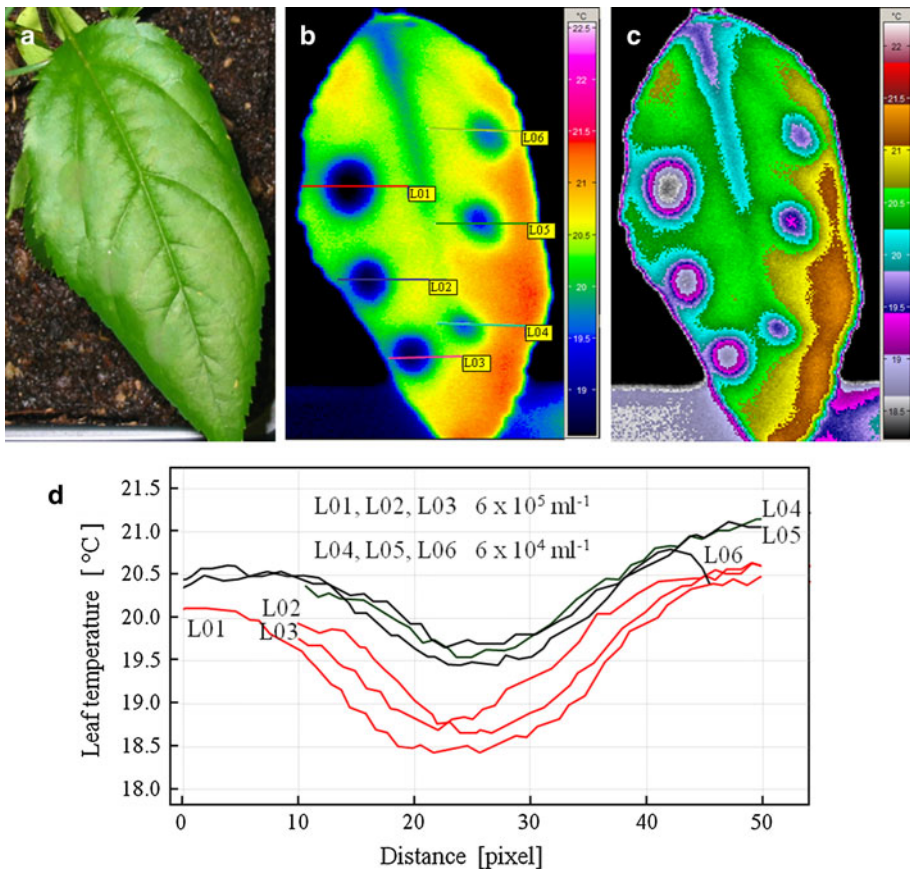 a
b
°C
22.5
22
21.5
21
20.5
20
19.5
19
L06
L01
L05
L02
L04
L03
c
°C
22
21.5
21
20.5
20
19.5
19
18.5
d
21.5
21.0
20.5
20.0
19.5
19.0
18.5
18.0
Leaf temperature [ °C]
L01, L02, L03 6 x 10⁵ ml⁻¹
L04, L05, L06 6 x 10⁴ ml⁻¹
L04
L05
L06
L02
L01
L03
0 10 20 30 40 50
Distance [pixel]